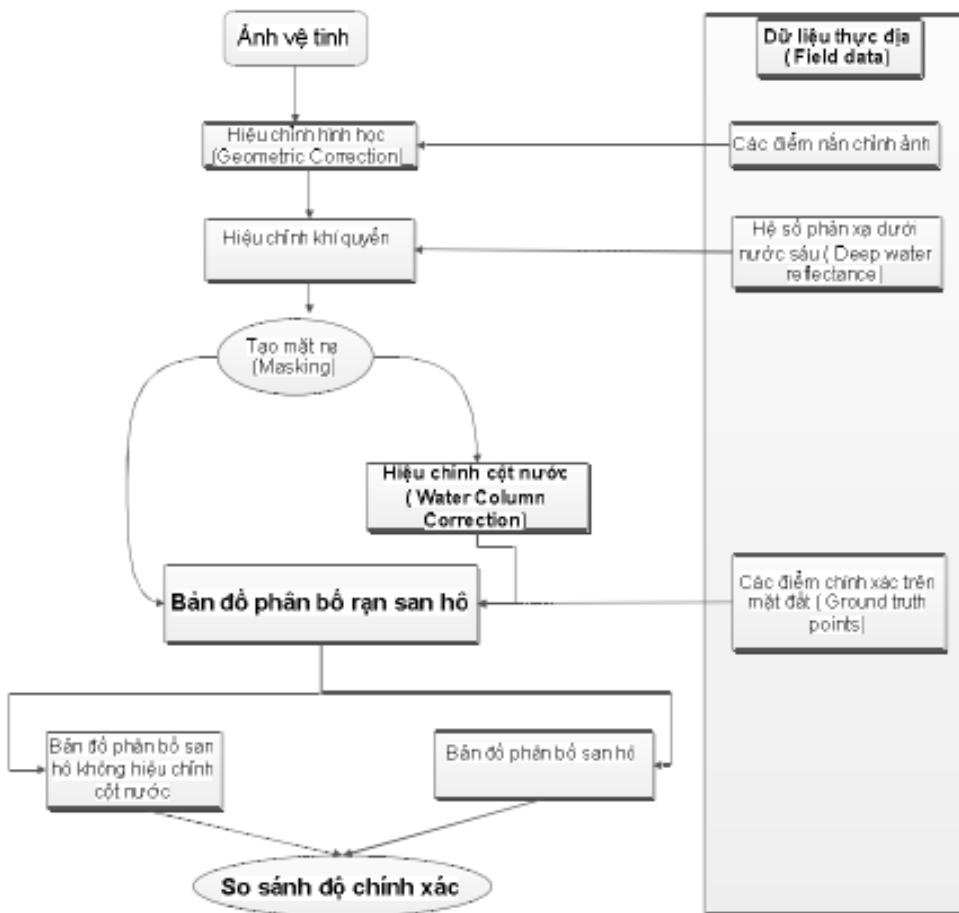 Ảnh vệ tinh
Dữ liệu thực địa
( Field data)
Hiệu chỉnh hình học
(Geometric Correction)
Các điểm nắn chỉnh ảnh
Hiệu chỉnh khí quyển
Hệ số phản xạ dưới
nước sâu ( Deep water
reflectance)
Tạo mặt nạ
(Masking)
Hiệu chỉnh cột nước
( Water Column
Correction)
Bản đồ phân bố rạn san hô
Các điểm chính xác trên
mặt đất ( Ground truth
points)
Bản đồ phân bố san
hô không hiệu chỉnh
cột nước
Bản đồ phân bố san hô
So sánh độ chính xác